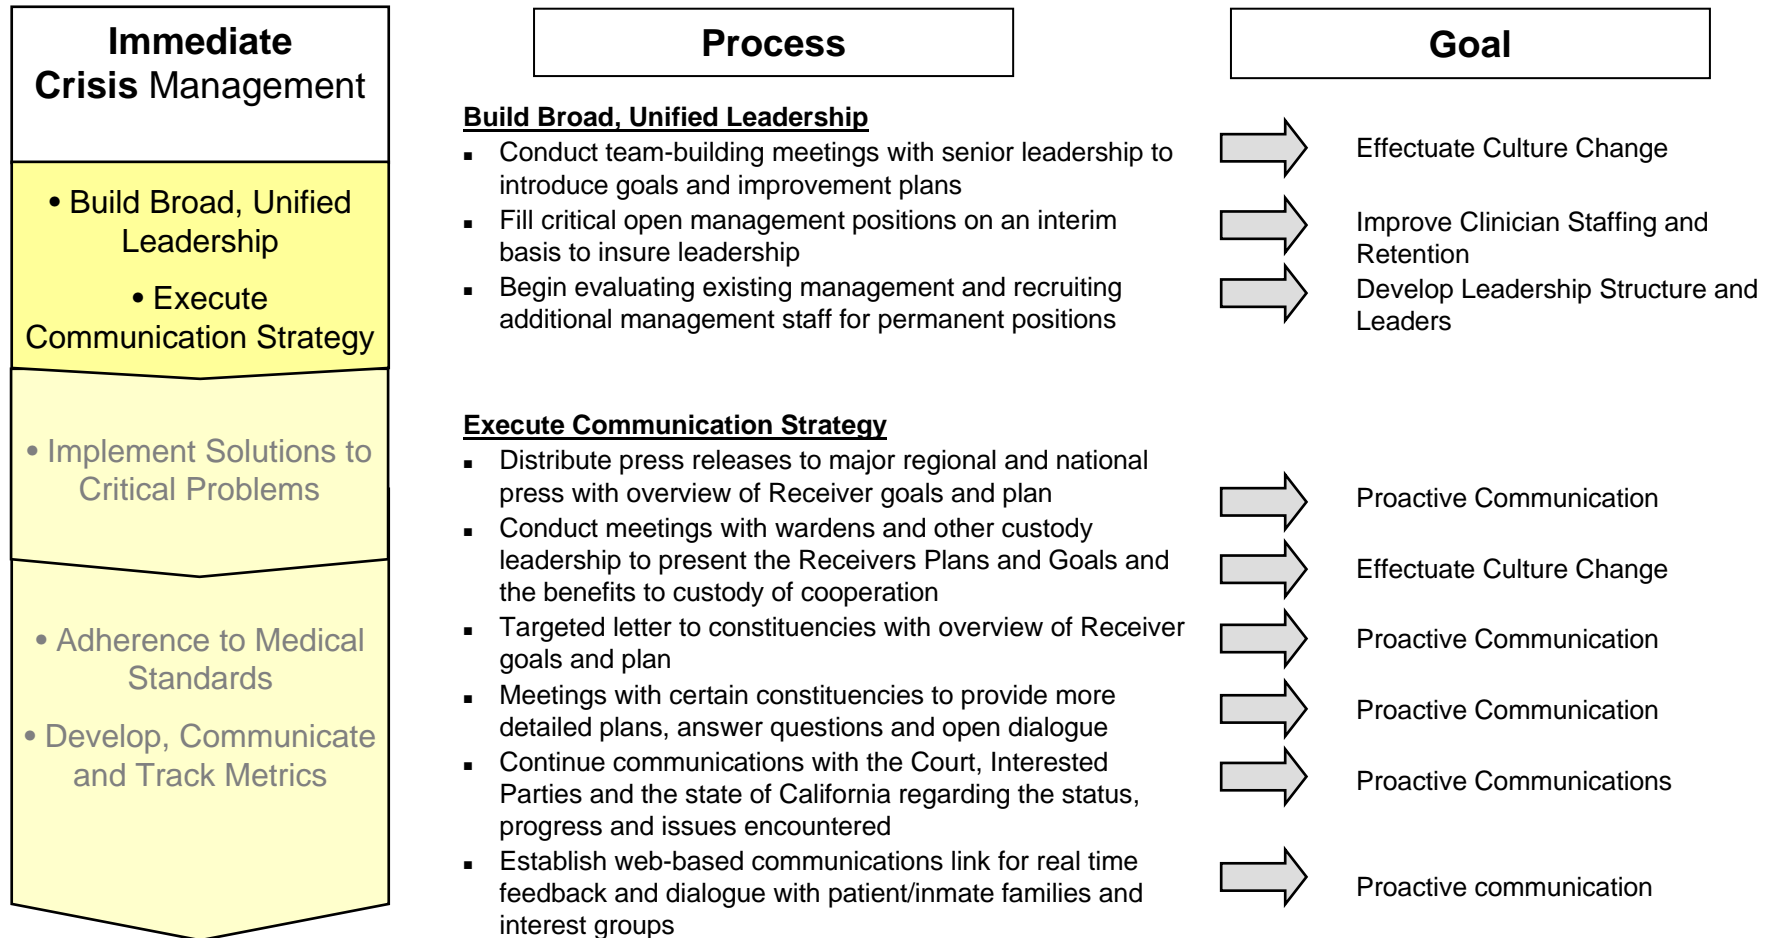 Immediate
Crisis Management
• Build Broad, Unified
Leadership
• Execute
Communication Strategy
• Implement Solutions to
Critical Problems
• Adherence to Medical
Standards
• Develop, Communicate
and Track Metrics
Process
Goal
Build Broad, Unified Leadership
▪ Conduct team-building meetings with senior leadership to
introduce goals and improvement plans
Effectuate Culture Change
▪ Fill critical open management positions on an interim
basis to insure leadership
Improve Clinician Staffing and
Retention
▪ Begin evaluating existing management and recruiting
additional management staff for permanent positions
Develop Leadership Structure and
Leaders
Execute Communication Strategy
▪ Distribute press releases to major regional and national
press with overview of Receiver goals and plan
Proactive Communication
▪ Conduct meetings with wardens and other custody
leadership to present the Receivers Plans and Goals and
the benefits to custody of cooperation
Effectuate Culture Change
▪ Targeted letter to constituencies with overview of Receiver
goals and plan
Proactive Communication
▪ Meetings with certain constituencies to provide more
detailed plans, answer questions and open dialogue
Proactive Communication
▪ Continue communications with the Court, Interested
Parties and the state of California regarding the status,
progress and issues encountered
Proactive Communications
▪ Establish web-based communications link for real time
feedback and dialogue with patient/inmate families and
interest groups
Proactive communication